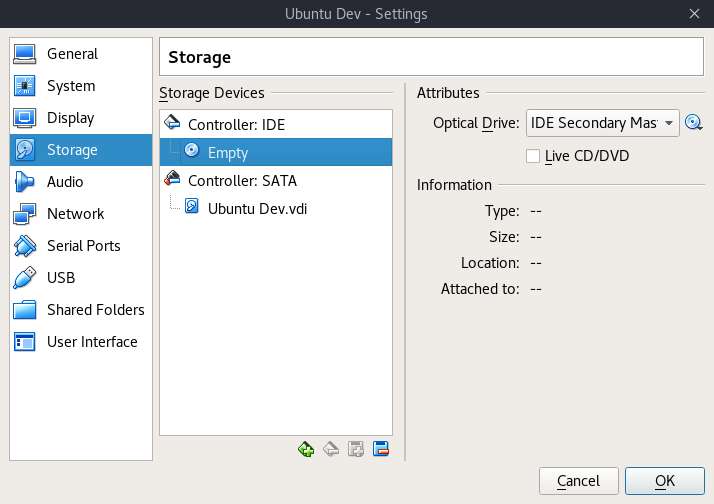 Ubuntu Dev - Settings
General
System
Display
Storage
Audio
Network
Serial Ports
USB
Shared Folders
User Interface
Storage
Storage Devices
Controller: IDE
Empty
Controller: SATA
Ubuntu Dev.vdi
Attributes
Optical Drive: IDE Secondary Mas
Live CD/DVD
Information
Type: --
Size: --
Location: --
Attached to: --
Cancel
OK